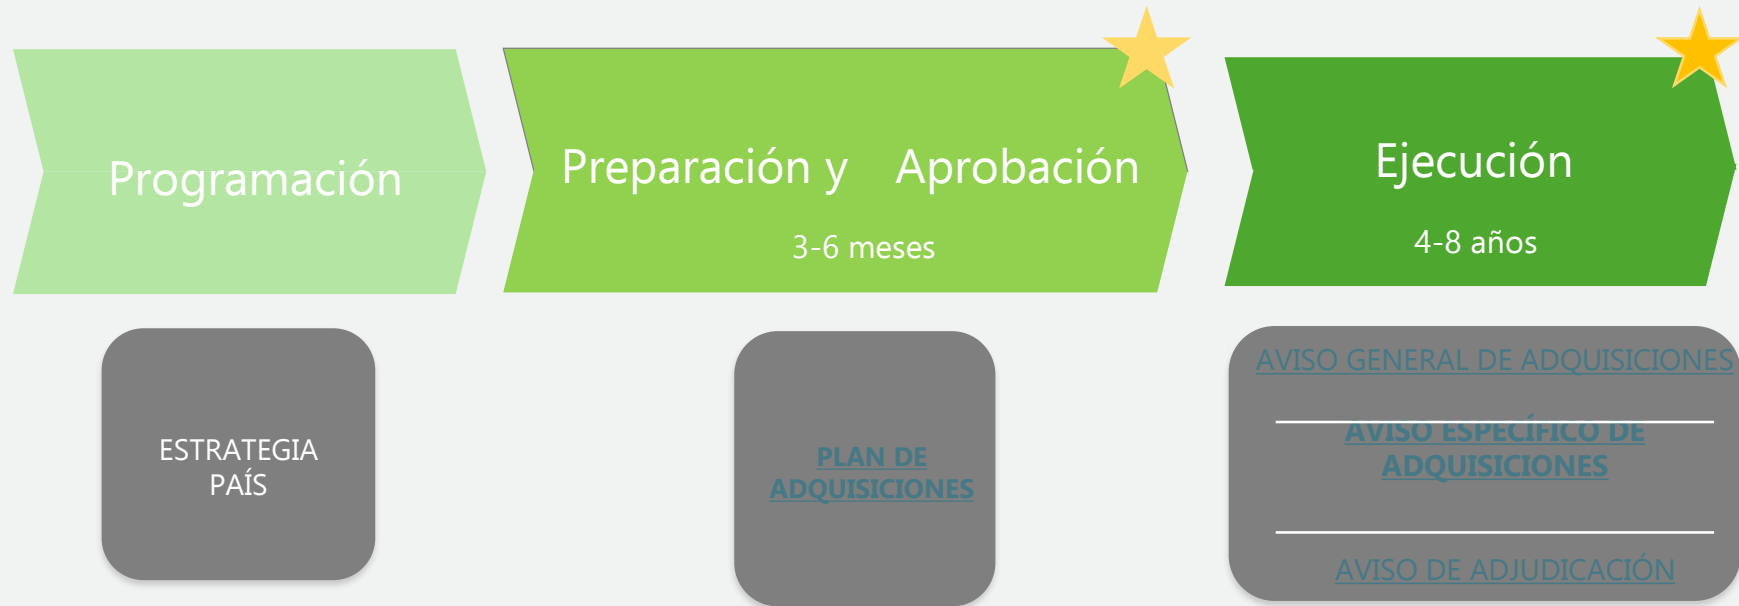 Programación
Preparación y Aprobación
3-6 meses
Ejecución
4-8 años
ESTRATEGIA
PAÍS
PLAN DE
ADQUISICIONES
AVISO GENERAL DE ADQUISICIONES
AVISO ESPECÍFICO DE
ADQUISICIONES
AVISO DE ADJUDICACIÓN